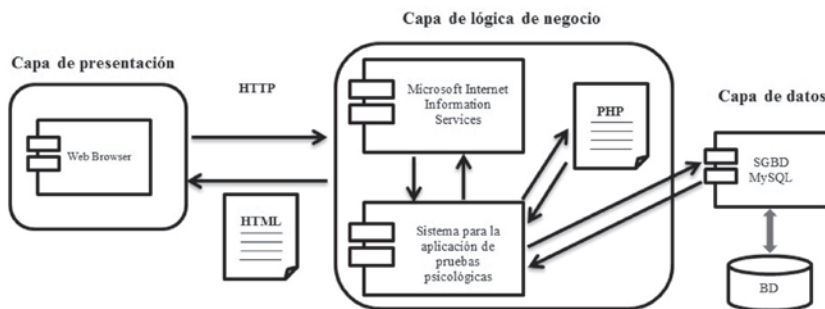 Capa de lógica de negocio
Capa de presentación
HTTP
Web Browser
HTML
Microsoft Internet
Information
Services
PHP
Sistema para la
aplicación de
pruebas
psicológicas
Capa de datos
SGBD
MySQL
BD